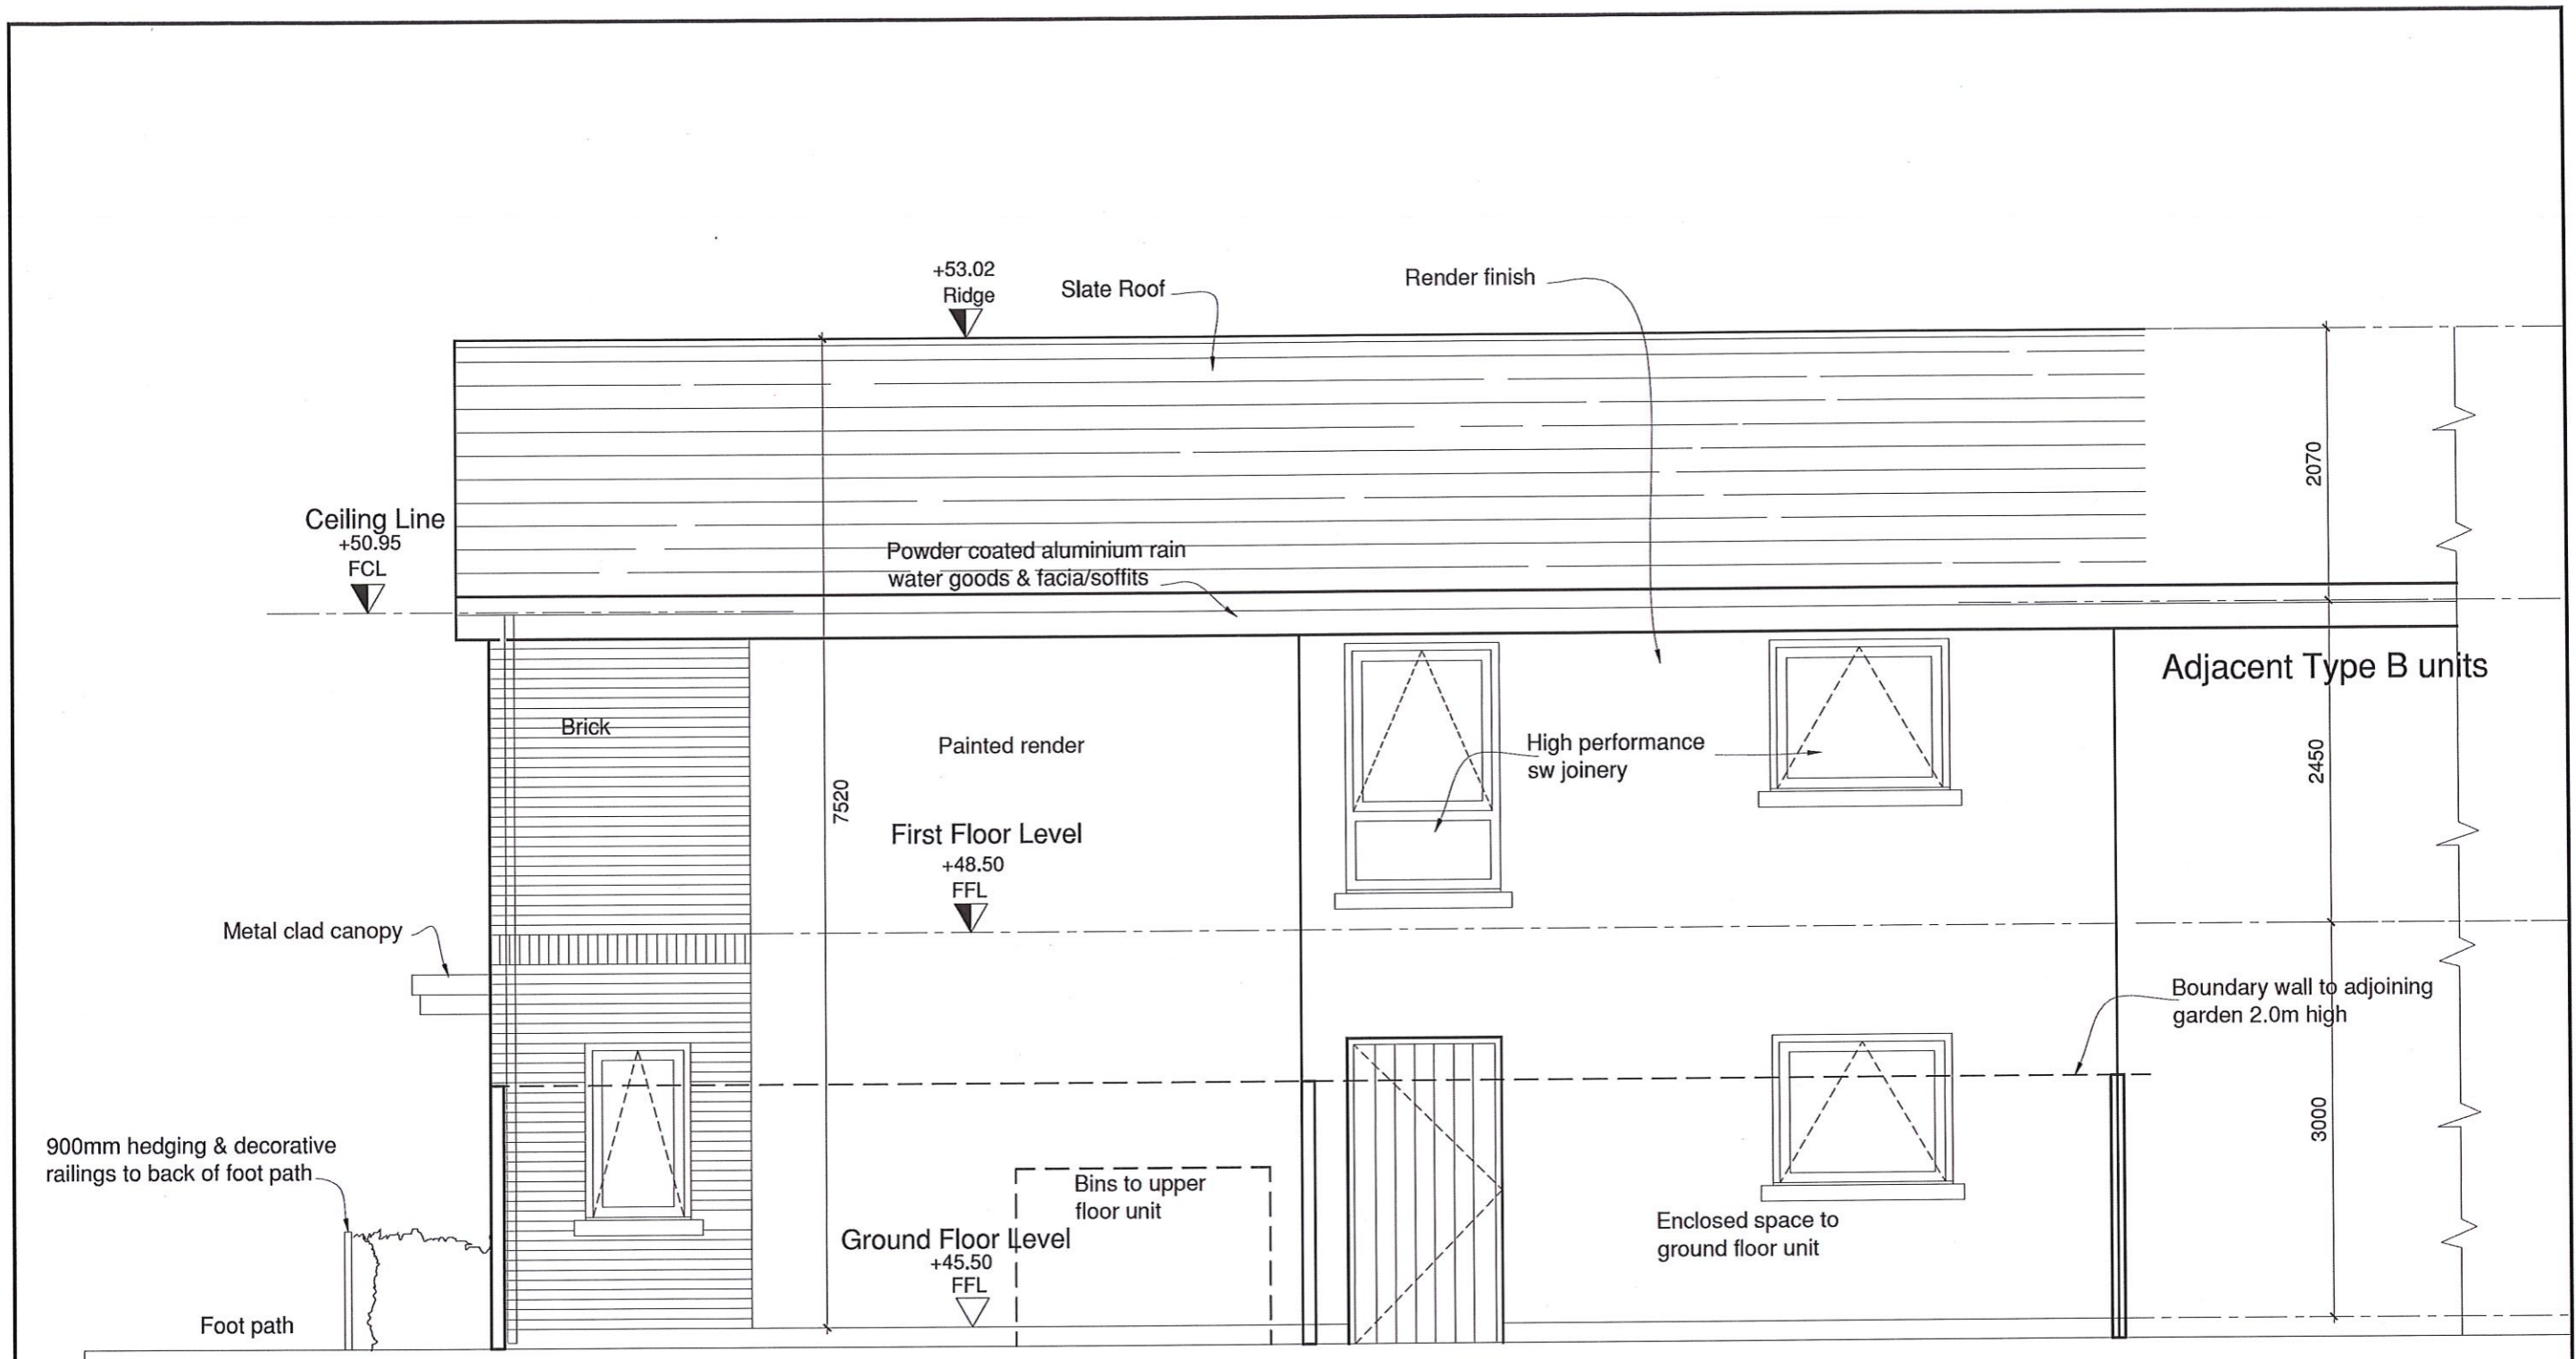 +53.02
Ridge
Slate Roof
Render finish
Ceiling Line
+50.95
FCL
Powder coated aluminium rain
water goods & facia/soffits
2070
Adjacent Type B units
Brick
Painted render
High performance
sw joinery
2450
7520
First Floor Level
+48.50
FFL
Metal clad canopy
Boundary wall to adjoining
garden 2.0m high
900mm hedging & decorative
railings to back of foot path
3000
Bins to upper
floor unit
Enclosed space to
ground floor unit
Ground Floor Level
+45.50
FFL
Foot path